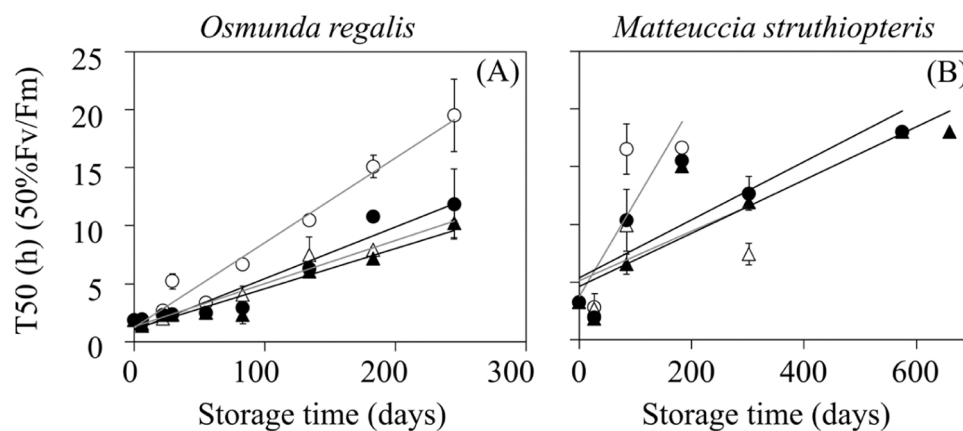 Osmunda regalis
Matteuccia struthiopteris
(A)
(B)
T50 (h) (50%Fv/Fm)
25
20
15
10
5
0
0 100 200 300
0 200 400 600
Storage time (days)
Storage time (days)